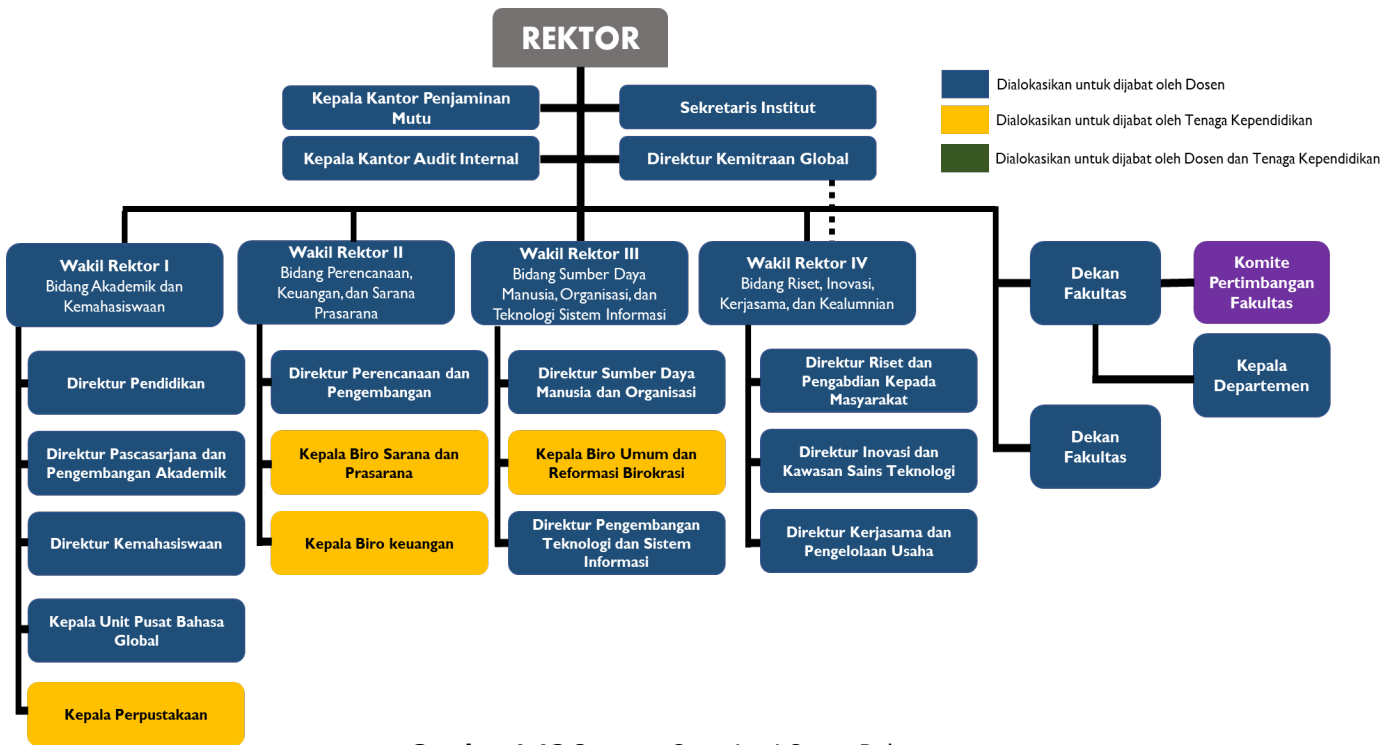 REKTOR
Kepala Kantor Penjaminan
Mutu
Sekretaris Institut
Kepala Kantor Audit Internal
Direktur Kemitraan Global
Dialokasikan untuk dijabat oleh Dosen
Dialokasikan untuk dijabat oleh Tenaga Kependidikan
Dialokasikan untuk dijabat oleh Dosen dan Tenaga Kependidikan
Wakil Rektor I
Bidang Akademik dan
Kemahasiswaan
Wakil Rektor II
Bidang Perencanaan,
Keuangan, dan Sarana
Prasarana
Wakil Rektor III
Bidang Sumber Daya
Manusia, Organisasi, dan
Teknologi Sistem Informasi
Wakil Rektor IV
Bidang Riset, Inovasi,
Kerjasama, dan Kealumnian
Dekan
Fakultas
Komite
Pertimbangan
Fakultas
Kepala
Departemen
Dekan
Fakultas
Direktur Pendidikan
Direktur Pascasarjana dan
Pengembangan Akademik
Direktur Kemahasiswaan
Kepala Unit Pusat Bahasa
Global
Kepala Perpustakaan
Direktur Perencanaan dan
Pengembangan
Kepala Biro Sarana dan
Prasarana
Kepala Biro keuangan
Direktur Sumber Daya
Manusia dan Organisasi
Kepala Biro Umum dan
Reformasi Birokrasi
Direktur Pengembangan
Teknologi dan Sistem
Informasi
Direktur Riset dan
Pengabdian Kepada
Masyarakat
Direktur Inovasi dan
Kawasan Sains Teknologi
Direktur Kerjasama dan
Pengelolaan Usaha